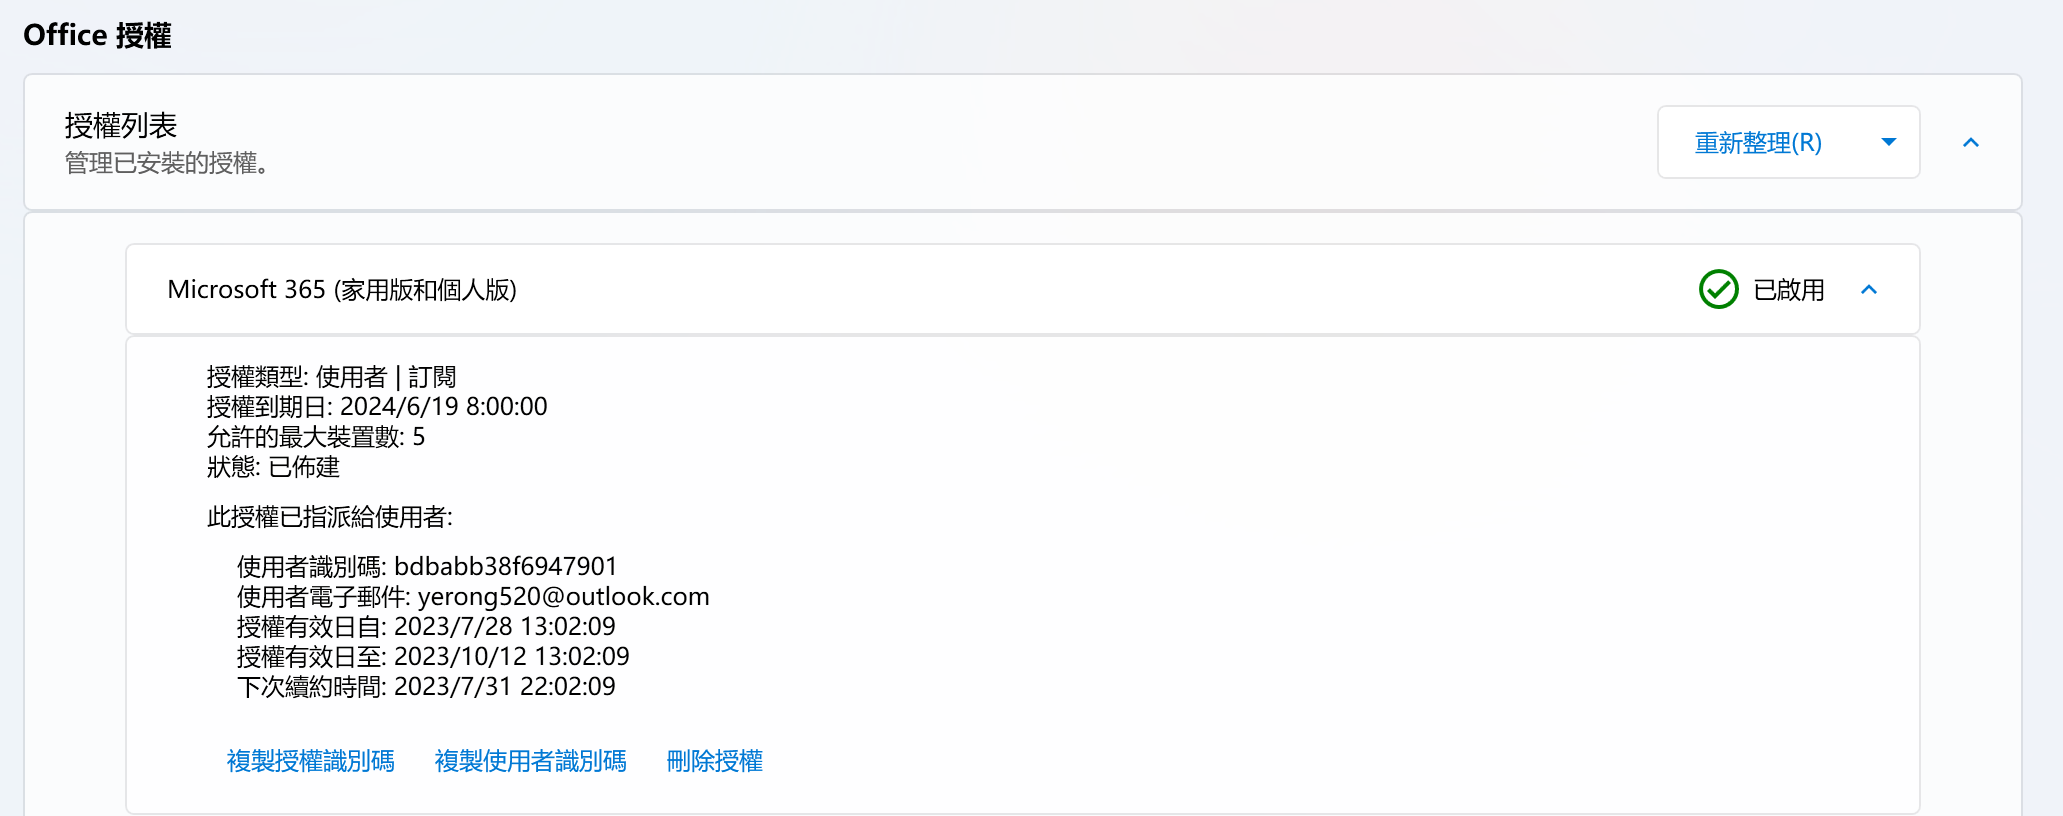 Office 授權
授權列表
管理已安裝的授權。
重新整理(R)
Microsoft 365 (家用版和個人版)
已啟用
授權類型: 使用者 | 訂閱
授權到期日: 2024/6/19 8:00:00
允許的最大裝置數: 5
狀態: 已佈建
此授權已指派給使用者:
使用者識別碼: bdbabb38f6947901
使用者電子郵件: yerong520@outlook.com
授權有效日自: 2023/7/28 13:02:09
授權有效日至: 2023/10/12 13:02:09
下次續約時間: 2023/7/31 22:02:09
複製授權識別碼 複製使用者識別碼 刪除授權